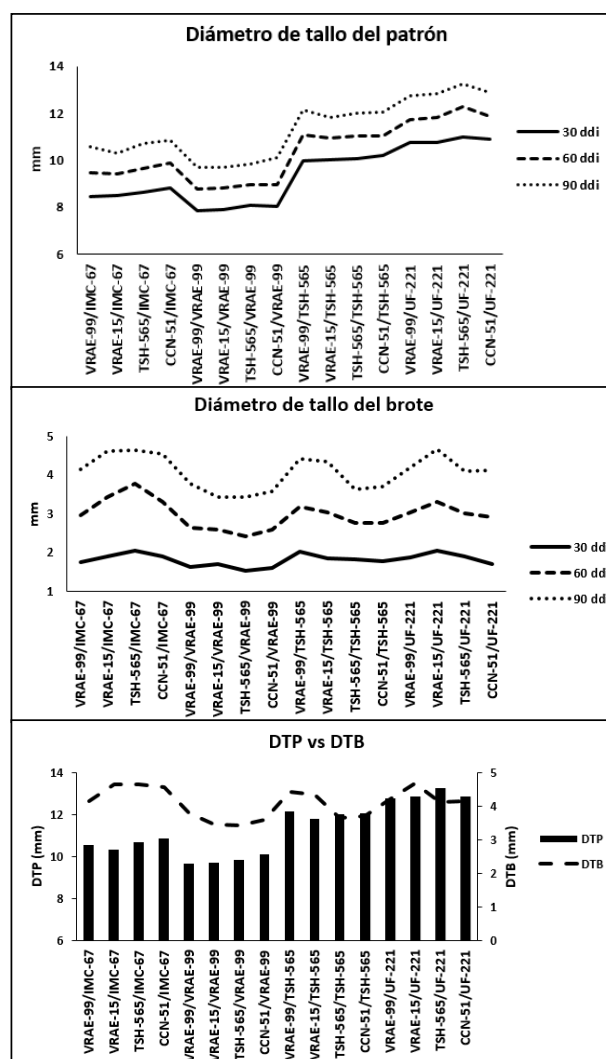 Diámetro de tallo del patrón
14
12
10
8
6
mm
30 ddi
60 ddi
90 ddi
VRAE-99/IMC-67
VRAE-15/IMC-67
TSH-565/IMC-67
CCN-51/IMC-67
VRAE-99/VRAE-99
VRAE-15/VRAE-99
TSH-565/VRAE-99
CCN-51/VRAE-99
VRAE-99/TSH-565
VRAE-15/TSH-565
TSH-565/TSH-565
CCN-51/TSH-565
VRAE-99/UF-221
VRAE-15/UF-221
TSH-565/UF-221
CCN-51/UF-221
Diámetro de tallo del brote
5
4
3
2
1
mm
30 ddi
60 ddi
90 ddi
VRAE-99/IMC-67
VRAE-15/IMC-67
TSH-565/IMC-67
CCN-51/IMC-67
VRAE-99/VRAE-99
VRAE-15/VRAE-99
TSH-565/VRAE-99
CCN-51/VRAE-99
VRAE-99/TSH-565
VRAE-15/TSH-565
TSH-565/TSH-565
CCN-51/TSH-565
VRAE-99/UF-221
VRAE-15/UF-221
TSH-565/UF-221
CCN-51/UF-221
DTP vs DTB
14
12
10
8
6
DTP (mm)
5
4
3
2
1
0
DTB (mm)
DTP
DTB
VRAE-99/IMC-67
VRAE-15/IMC-67
TSH-565/IMC-67
CCN-51/IMC-67
VRAE-99/VRAE-99
VRAE-15/VRAE-99
TSH-565/VRAE-99
CCN-51/VRAE-99
VRAE-99/TSH-565
VRAE-15/TSH-565
TSH-565/TSH-565
CCN-51/TSH-565
VRAE-99/UF-221
VRAE-15/UF-221
TSH-565/UF-221
CCN-51/UF-221